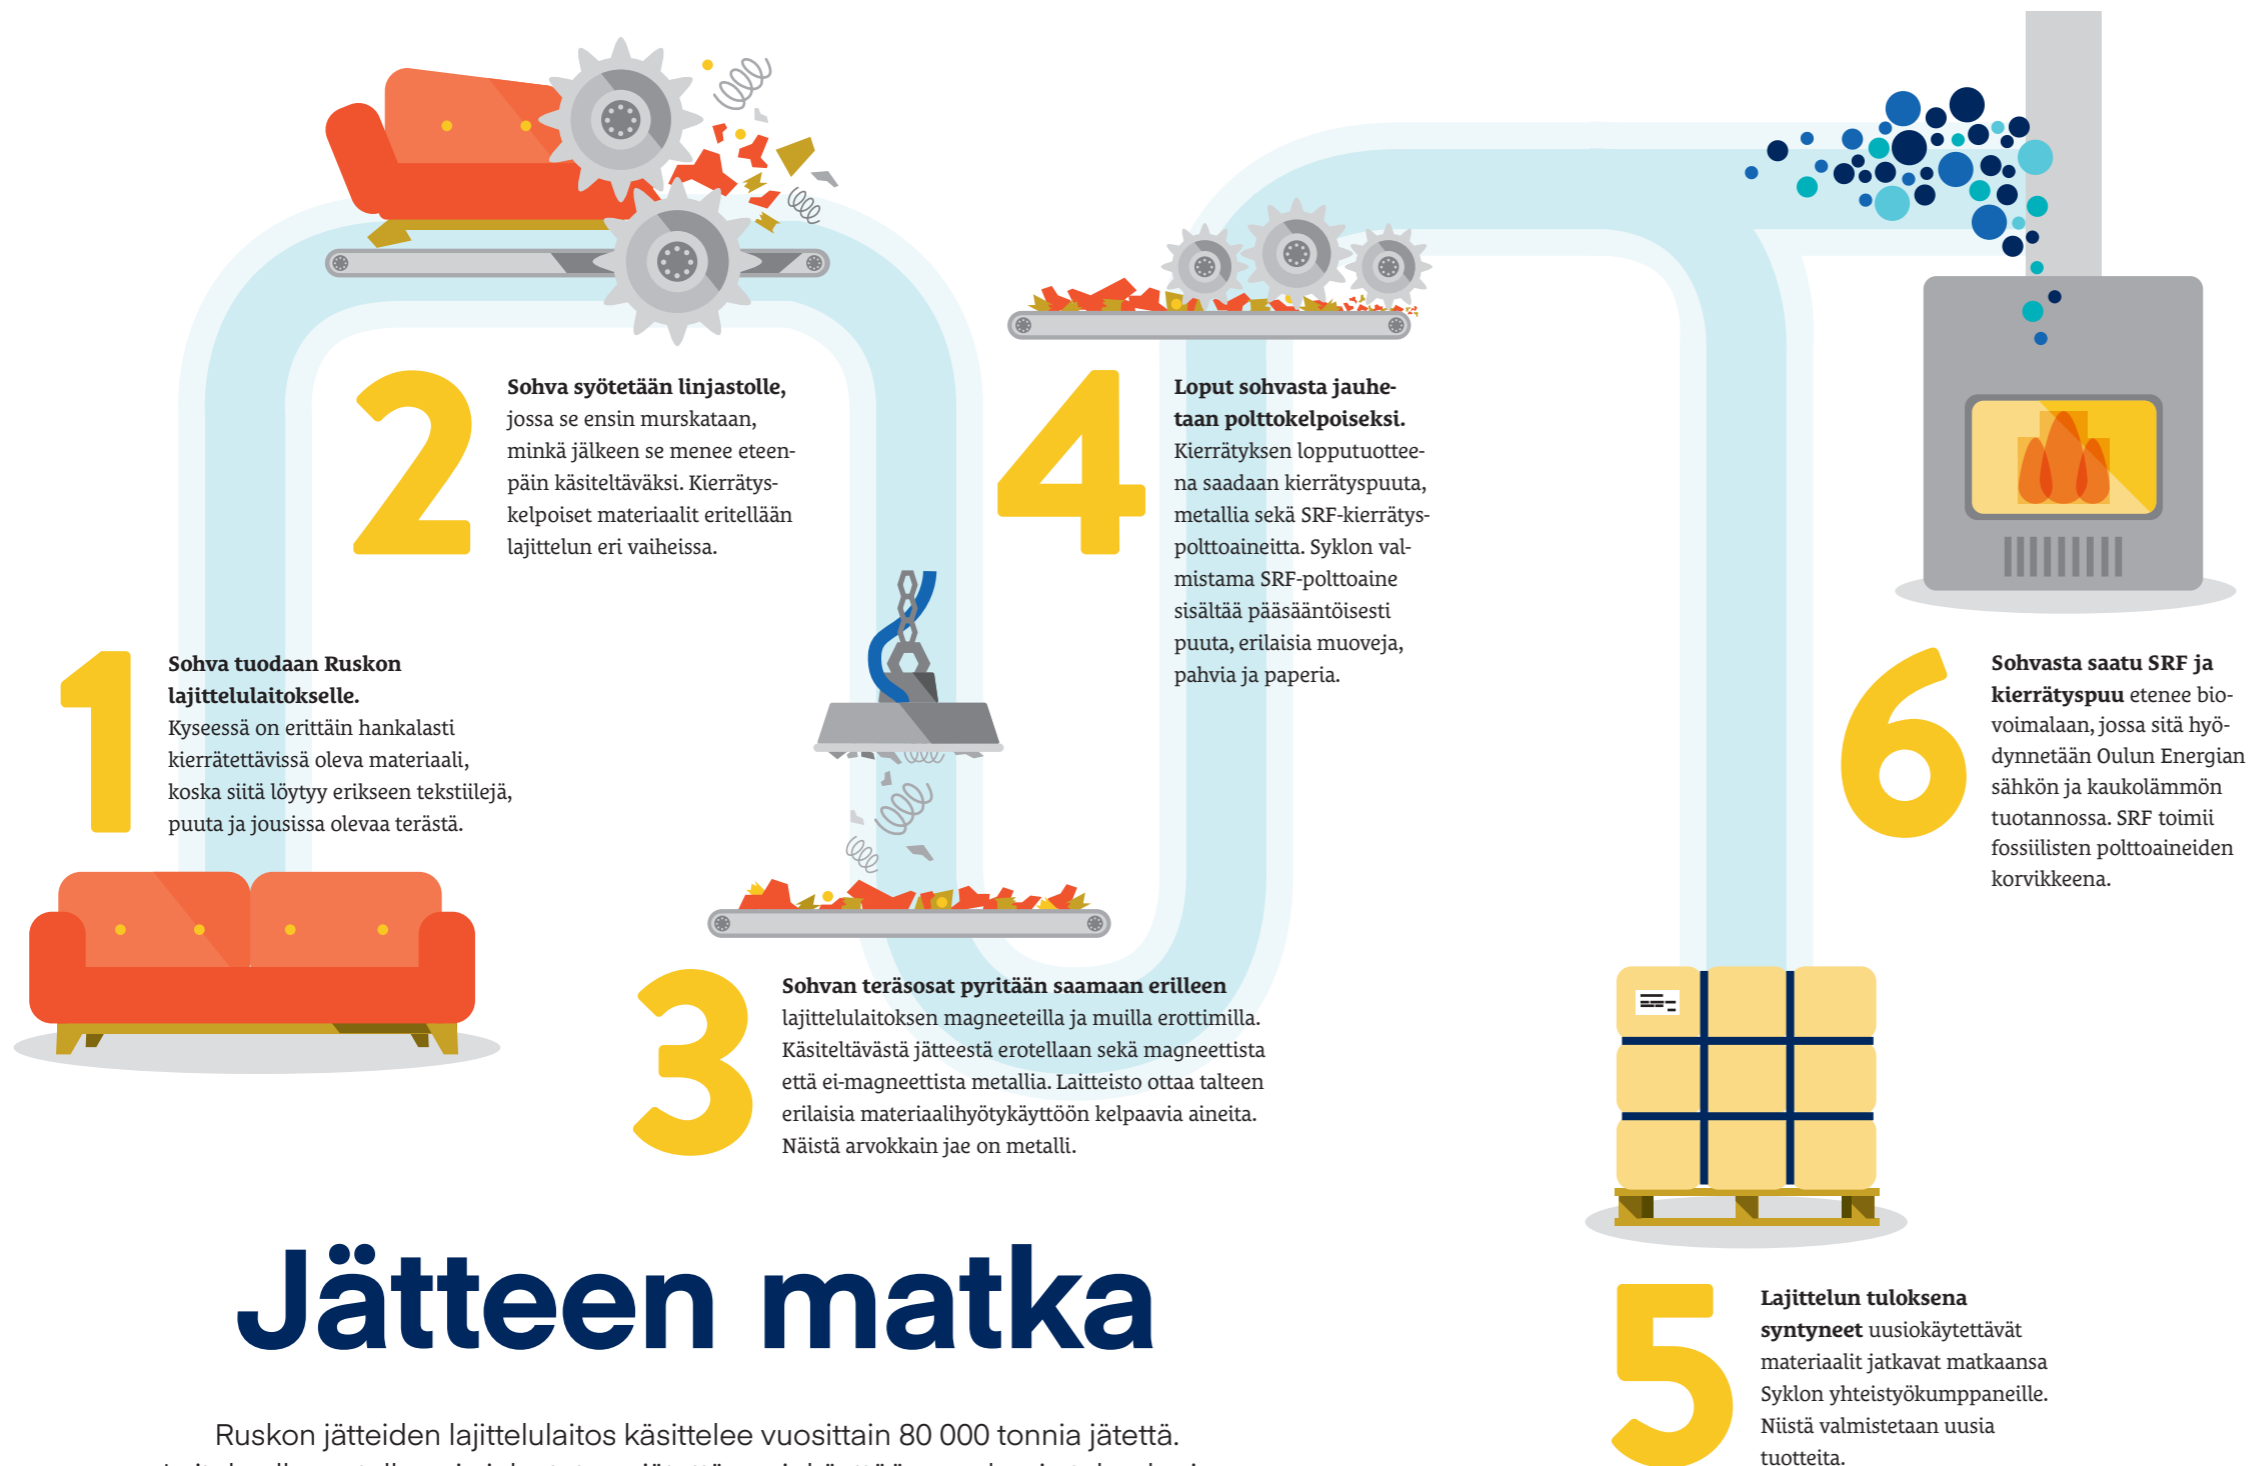 1
Sohva tuodaan Ruskon
lajittelulaitokselle.
Kyseessä on erittäin hankalasti
kierrätettävissä oleva materiaali,
koska siitä löytyy erikseen tekstiilejä,
puuta ja jousissa olevaa terästä.
2
Sohva syötetään linjastolle,
jossa se ensin murskataan,
minkä jälkeen se menee eteen-
päin käsiteltäväksi. Kierrätys-
kelpoiset materiaalit eritellään
lajittelun eri vaiheissa.
3
Sohvan teräsosat pyritään saamaan erilleen
lajittelulaitoksen magneeteilla ja muilla erottimilla.
Käsiteltävästä jätteestä erotellaan sekä magneettista
että ei-magneettista metallia. Laitteisto ottaa talteen
erilaisia materiaalihyötykäyttöön kelpaavia aineita.
Näistä arvokkain jae on metalli.
4
Loput sohvasta jauhe-
taan polttokelpoiseksi.
Kierrätyksen lopputuottee-
na saadaan kierrätyspuuta,
metallia sekä SRF-kierrätys-
polttoaineitta. Syklon val-
mistama SRF-polttoaine
sisältää pääsääntöisesti
puuta, erilaisia muoveja,
pahvia ja paperia.
5
Lajittelun tuloksena
syntyneet uusiokäytettävät
materiaalit jatkavat matkaansa
Syklon yhteistyökumppaneille.
Niistä valmistetaan uusia
tuotteita.
6
Sohvasta saatu SRF ja
kierrätyspuu etenee bio-
voimalaan, jossa sitä hyö-
dynnetään Oulun Energian
sähkön ja kaukolämmön
tuotannossa. SRF toimii
fossiilisten polttoaineiden
korvikkeena.
Jätteen matka
Ruskon jätteiden lajittelulaitos käsittelee vuosittain 80 000 tonnia jätettä.